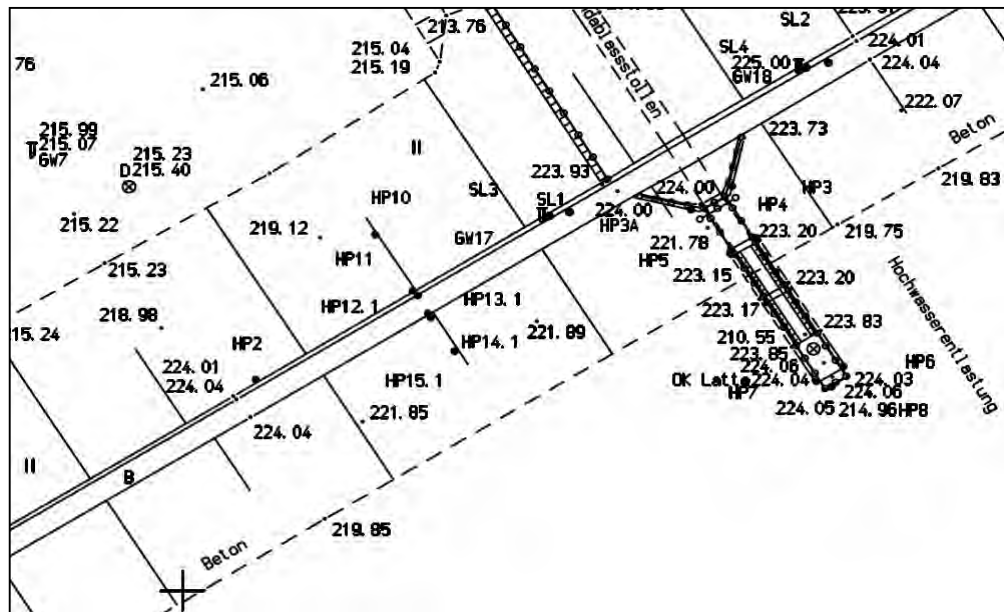 213.76
223.91
SL2
76
215.04
215.19
SL4
225.00
GW18
224.01
224.04
215.06
222.07
223.73
Beton
215.99
215.07
GW7
D
215.23
215.40
II
223.93
SL3
SL1
HP10
224.00
224.00
HP3
219.83
HP4
HP3A
215.22
219.12
GW17
221.78
HP5
223.20
219.75
HP11
215.23
223.15
223.20
Hochwasserentlastung
HP12.1
HP13.1
223.17
15.24
218.98
221.89
210.55
223.83
HP2
HP14.1
223.85
224.06
HP6
224.01
224.04
HP15.1
OK Latte
224.04
224.03
224.06
224.05
214.96
HP8
221.85
224.04
II
B
219.85
Beton